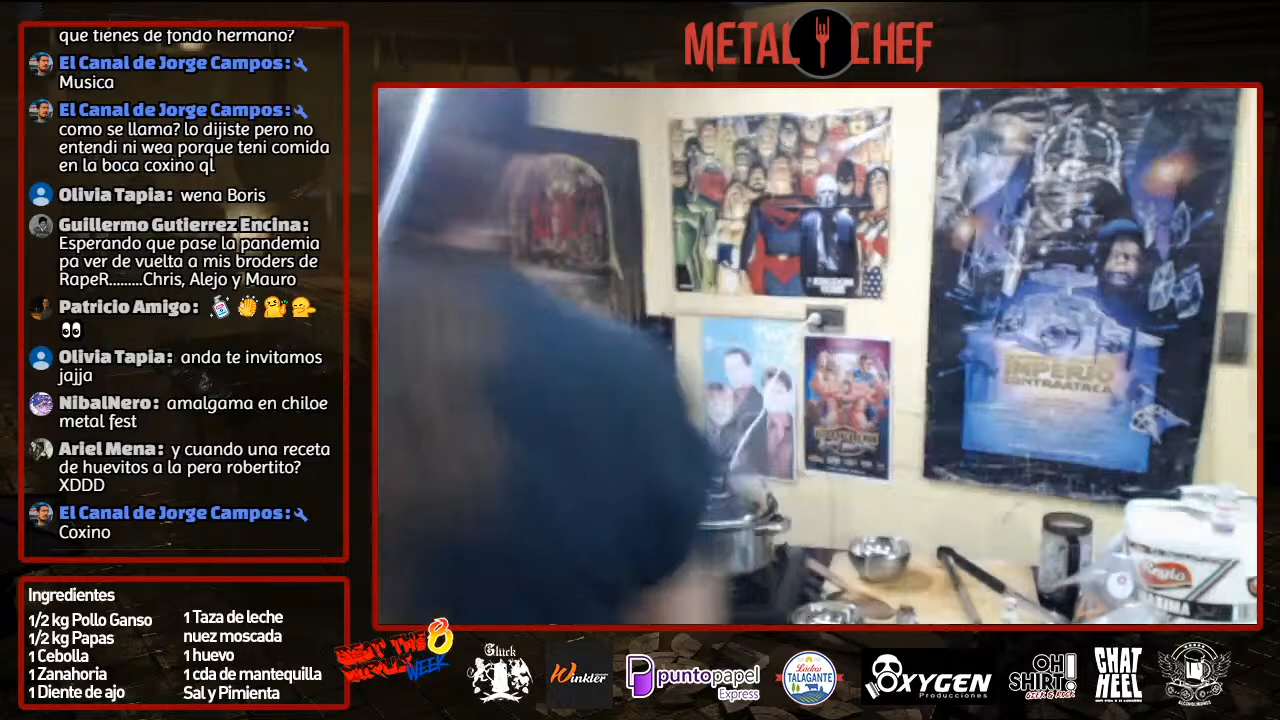 METAL CHEF
que tienes de fondo hermano?
El Canal de Jorge Campos:
Musica
El Canal de Jorge Campos:
como se llama? lo dijiste pero no
entendi ni wea porque teni comida
en la boca coxino ql
Olivia Tapia: wena Boris
Guillermo Gutierrez Encina:
Esperando que pase la pandemia
pa ver de vuelta a mis broders de
RapeR.........Chris, Alejo y Mauro
Patricio Amigo:
Olivia Tapia: anda te invitamos
jajja
NibalNero: amalgama en chiloe
metal fest
Ariel Mena: y cuando una receta
de huevitos a la pera robertito?
XDDD
El Canal de Jorge Campos:
Coxino
IMPERIO
CONTRAATACA
Ingredientes
1/2 kg Pollo Ganso
1/2 kg Papas
1 Cebolla
1 Zanahoria
1 Diente de ajo
1 Taza de leche
nuez moscada
1 huevo
1 cda de mantequilla
Sal y Pimienta
8
WEEK
Glück
Winkler
puntopapel
Express
Lácteos
TALAGANTE
OXYGEN
Producciones
OH
SHIRT!
GEEK & ROCK
CHAT
HEEL